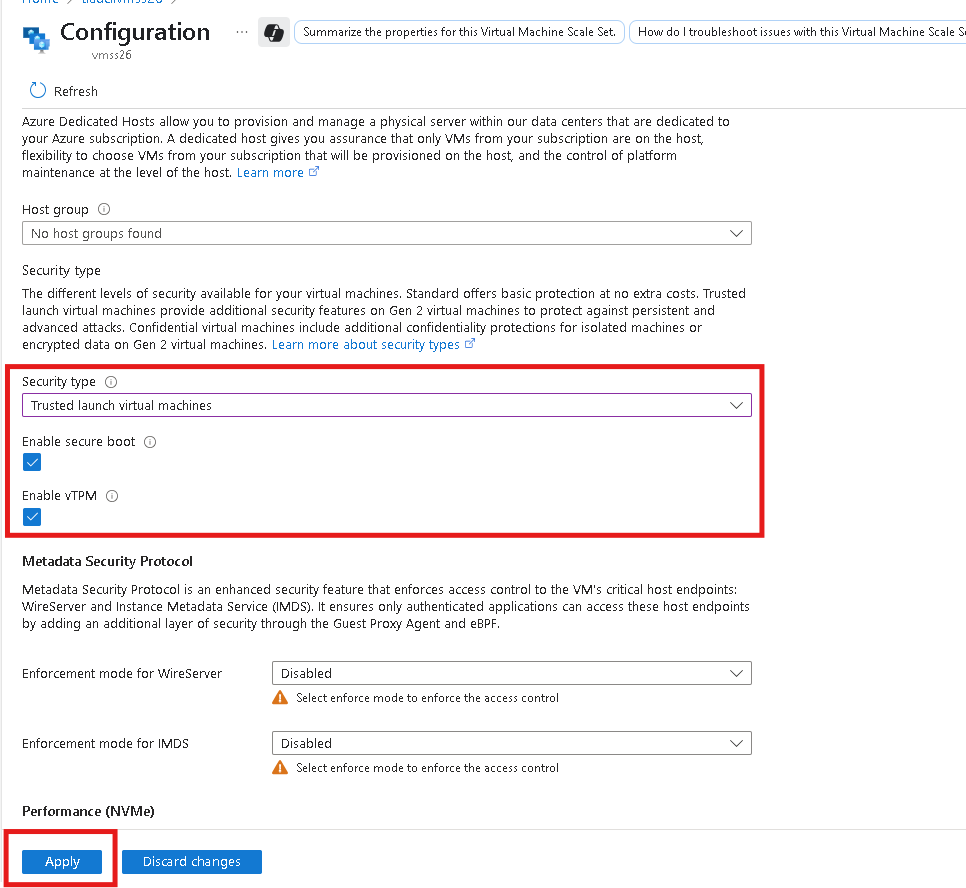 Home
Configuration
...
Summarize the properties for this Virtual Machine Scale Set.
How do I troubleshoot issues with this Virtual Machine Scale
vmss26
Refresh
Azure Dedicated Hosts allow you to provision and manage a physical server within our data centers that are dedicated to
your Azure subscription. A dedicated host gives you assurance that only VMs from your subscription are on the host,
flexibility to choose VMs from your subscription that will be provisioned on the host, and the control of platform
maintenance at the level of the host. Learn more
Host group
No host groups found
Security type
The different levels of security available for your virtual machines. Standard offers basic protection at no extra costs. Trusted
launch virtual machines provide additional security features on Gen 2 virtual machines to protect against persistent and
advanced attacks. Confidential virtual machines include additional confidentiality protections for isolated machines or
encrypted data on Gen 2 virtual machines. Learn more about security types
Security type
Trusted launch virtual machines
Enable secure boot
Enable vTPM
Metadata Security Protocol
Metadata Security Protocol is an enhanced security feature that enforces access control to the VM's critical host endpoints:
WireServer and Instance Metadata Service (IMDS). It ensures only authenticated applications can access these host endpoints
by adding an additional layer of security through the Guest Proxy Agent and eBPF.
Enforcement mode for WireServer
Disabled
Select enforce mode to enforce the access control
Enforcement mode for IMDS
Disabled
Select enforce mode to enforce the access control
Performance (NVMe)
Apply
Discard changes